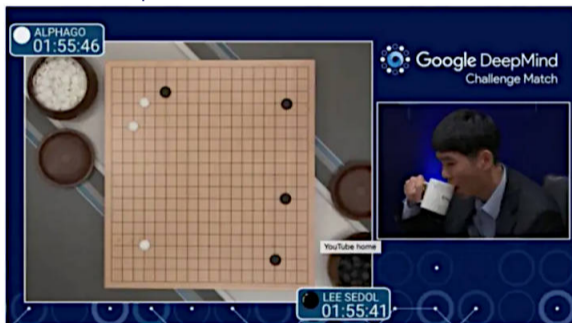 ALPHAGO
01:55:46
Google DeepMind
Challenge Match
YouTube home
LEE SEDOL
01:55:41